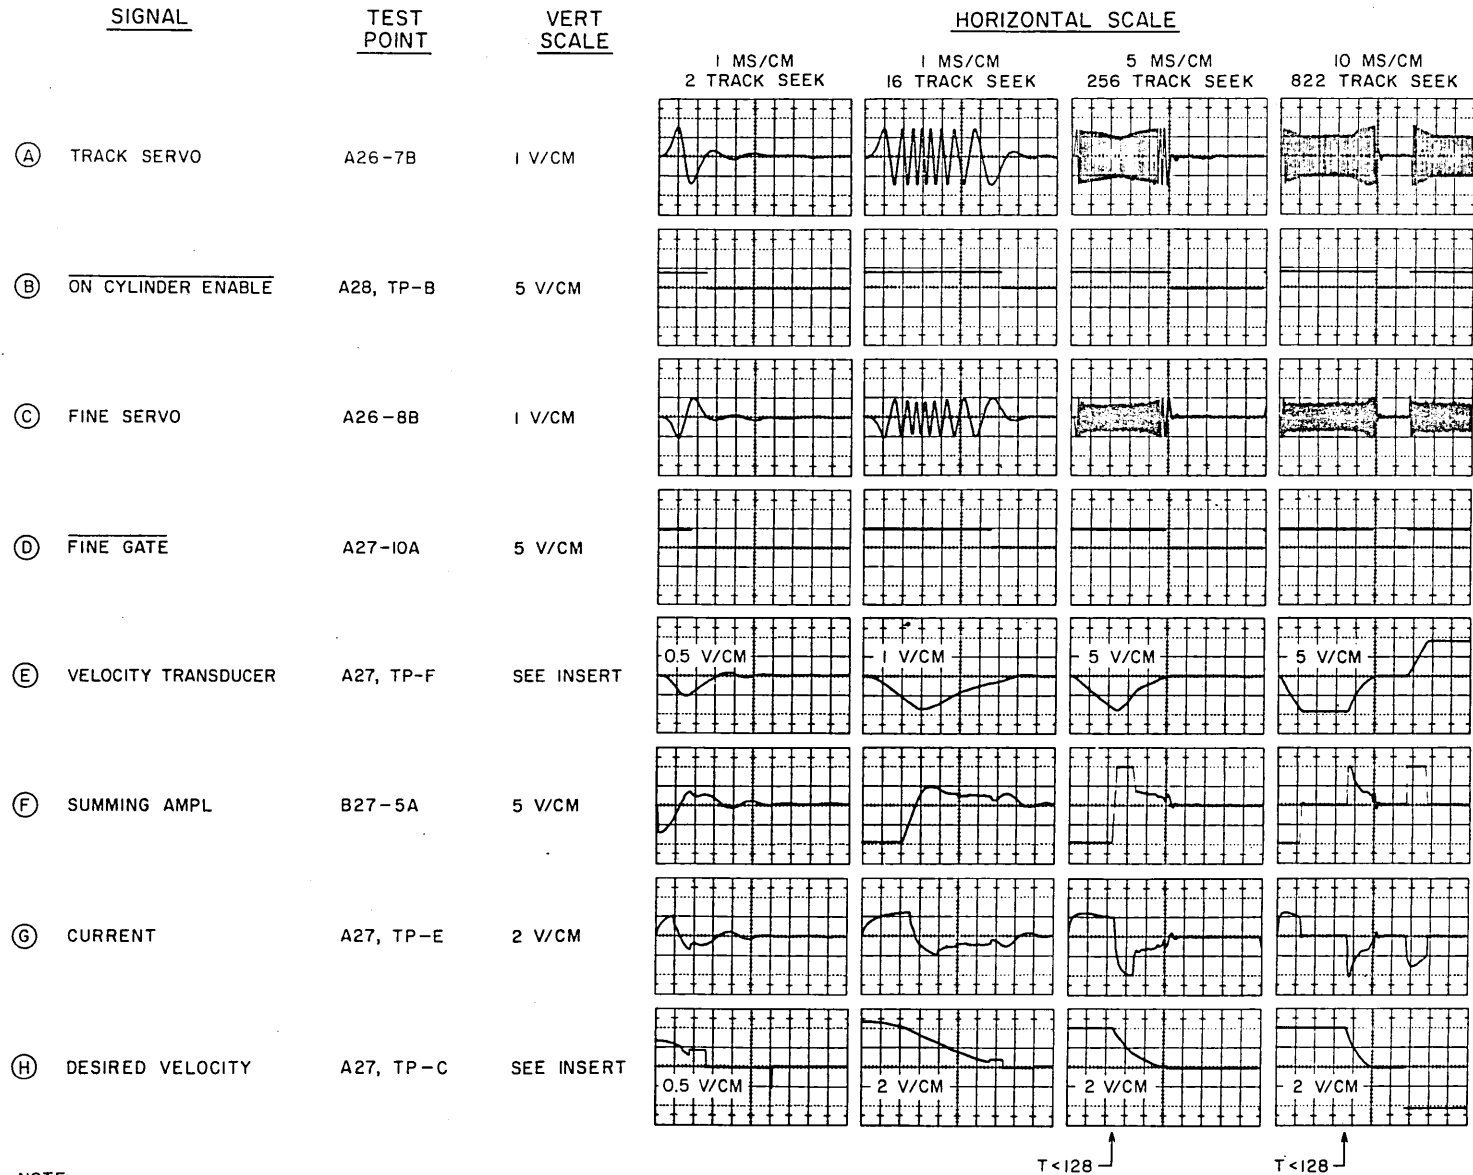 SIGNAL TEST POINT VERT SCALE HORIZONTAL SCALE
1 MS/CM 2 TRACK SEEK 1 MS/CM 16 TRACK SEEK 5 MS/CM 256 TRACK SEEK 10 MS/CM 822 TRACK SEEK
A TRACK SERVO A26-7B 1 V/CM
B ON CYLINDER ENABLE A28, TP-B 5 V/CM
C FINE SERVO A26-8B 1 V/CM
D FINE GATE A27-10A 5 V/CM
E VELOCITY TRANSDUCER A27, TP-F SEE INSERT 0.5 V/CM 1 V/CM 5 V/CM 5 V/CM
F SUMMING AMPL B27-5A 5 V/CM
G CURRENT A27, TP-E 2 V/CM
H DESIRED VELOCITY A27, TP-C SEE INSERT 0.5 V/CM 2 V/CM 2 V/CM 2 V/CM
T<128 T<128